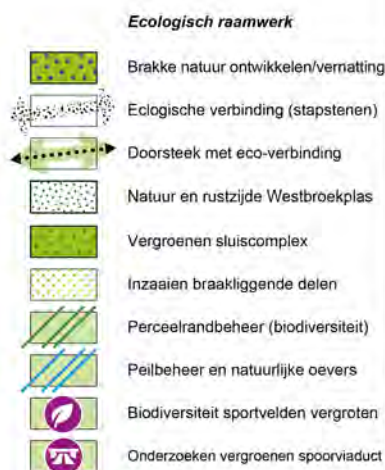 Ecologisch raamwerk
Brakke natuur ontwikkelen/vernatting
Eclogische verbinding (stapstenen)
Doorsteek met eco-verbinding
Natuur en rustzijde Westbroekplas
Vergroenen sluiscomplex
Inzaaien braakliggende delen
Perceelrandbeheer (biodiversiteit)
Peilbeheer en natuurlijke oevers
Biodiversiteit sportvelden vergroten
Onderzoeken vergroenen spoorviaduct